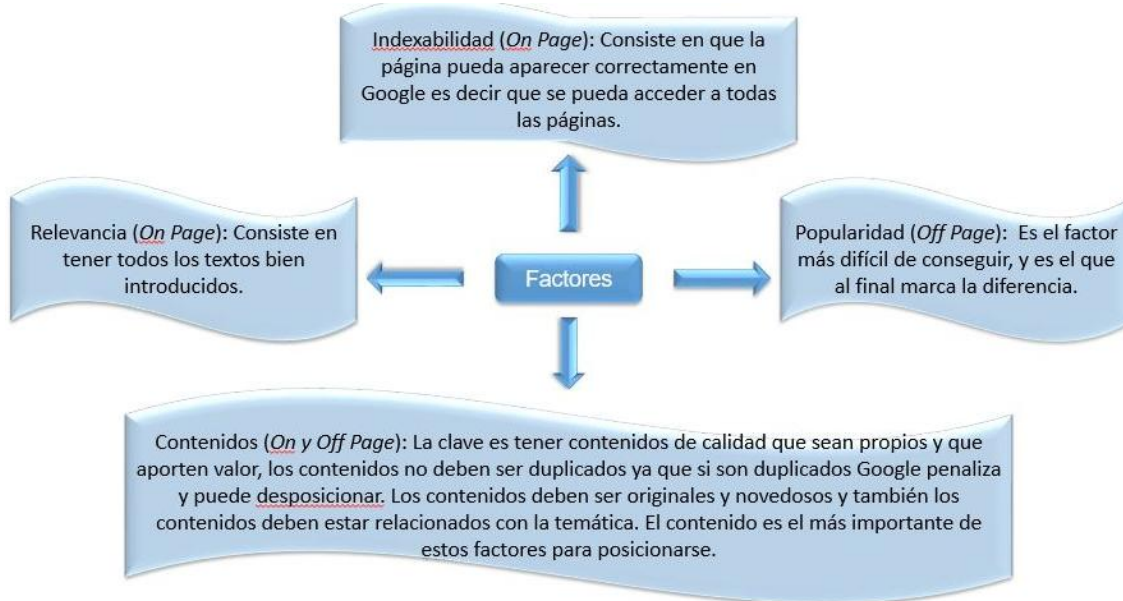 Indexabilidad (On Page): Consiste en que la
página pueda aparecer correctamente en
Google es decir que se pueda acceder a todas
las páginas.
Relevancia (On Page): Consiste en
tener todos los textos bien
introducidos.
Factores
Popularidad (Off Page):  Es el factor
más difícil de conseguir, y es el que
al final marca la diferencia.
Contenidos (On y Off Page): La clave es tener contenidos de calidad que sean propios y que
aporten valor, los contenidos no deben ser duplicados ya que si son duplicados Google penaliza
y puede desposicionar. Los contenidos deben ser originales y novedosos y también los
contenidos deben estar relacionados con la temática. El contenido es el más importante de
estos factores para posicionarse.